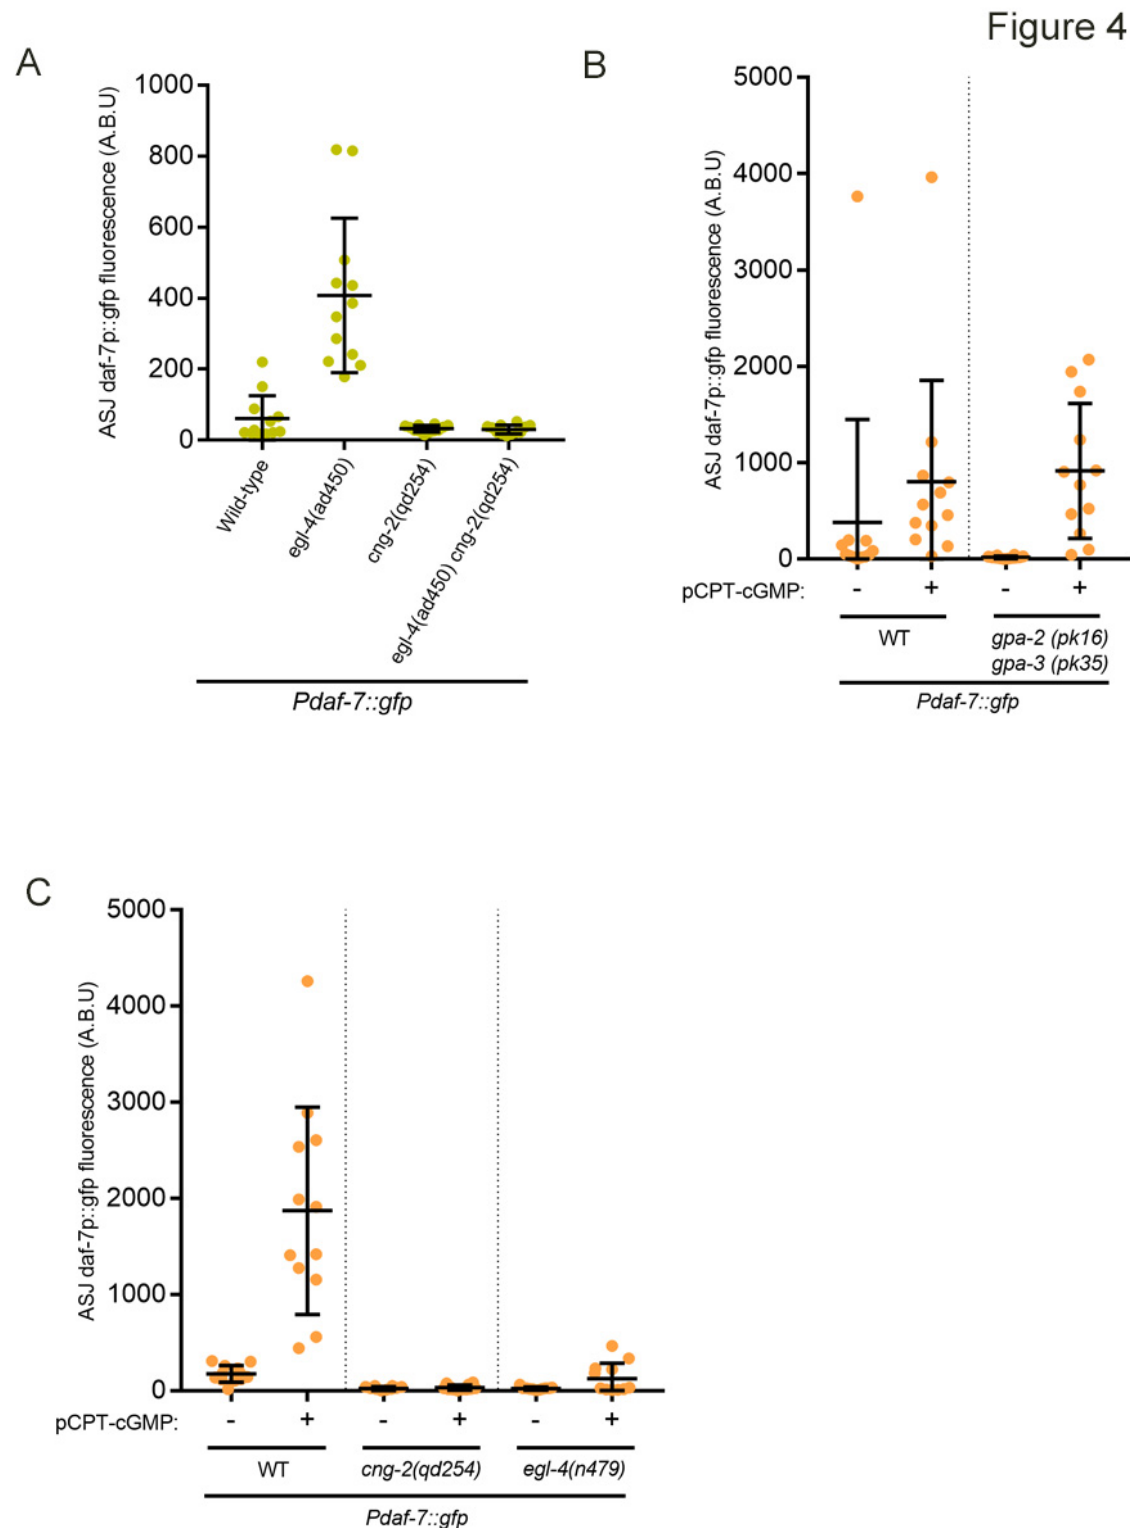 Figure 4
A
ASJ daf-7p::gfp fluorescence (A.B.U)
1000
800
600
400
200
0
Wild-type
egl-4(ad450)
cng-2(qd254)
egl-4(ad450) cng-2(qd254)
Pdaf-7::gfp
B
ASJ daf-7p::gfp fluorescence (A.B.U)
5000
4000
3000
2000
1000
0
pCPT-cGMP: - + - +
WT gpa-2 (pk16)
gpa-3 (pk35)
Pdaf-7::gfp
C
ASJ daf-7p::gfp fluorescence (A.B.U)
5000
4000
3000
2000
1000
0
pCPT-cGMP: - + - + - +
WT cng-2(qd254) egl-4(n479)
Pdaf-7::gfp